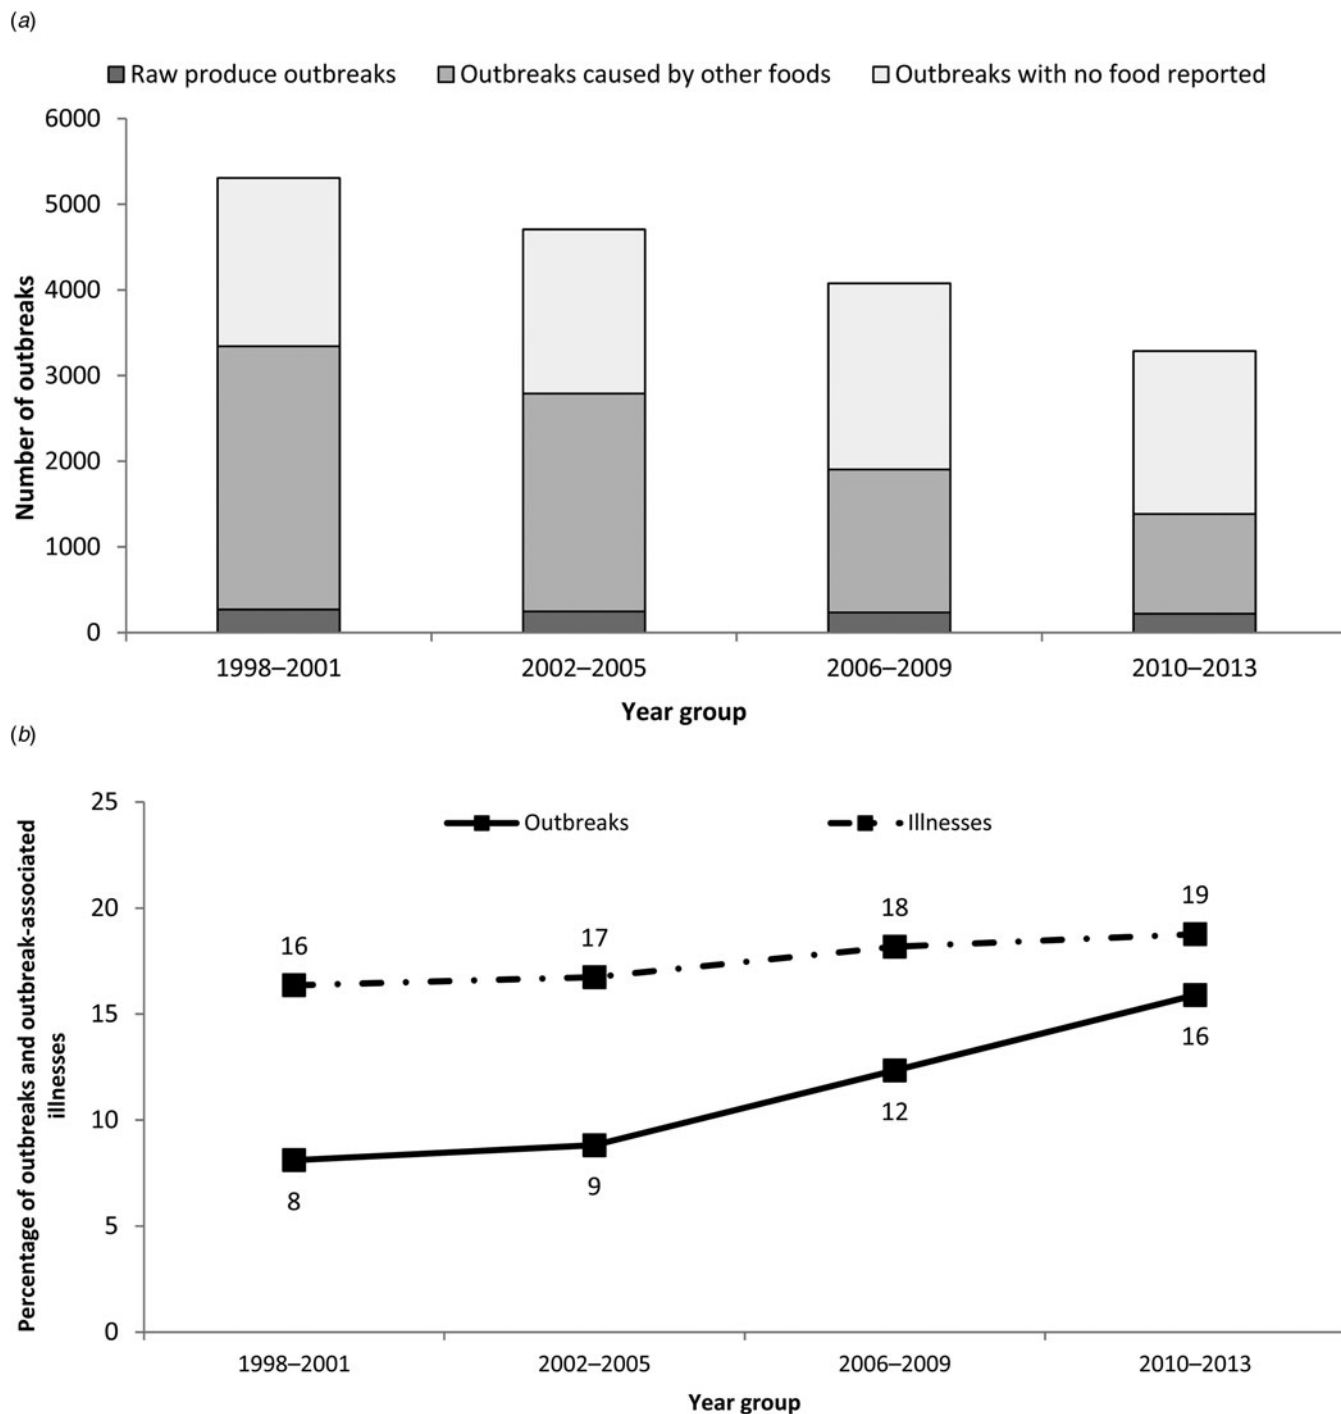 (a)
Raw produce outbreaks Outbreaks caused by other foods Outbreaks with no food reported
6000
5000
4000
3000
2000
1000
0
Number of outbreaks
1998–2001 2002–2005 2006–2009 2010–2013
Year group
(b)
25
20
15
10
5
0
Percentage of outbreaks and outbreak-associated
illnesses
Outbreaks Illnesses
16 17 18 19
8 9 12 16
1998–2001 2002–2005 2006–2009 2010–2013
Year group